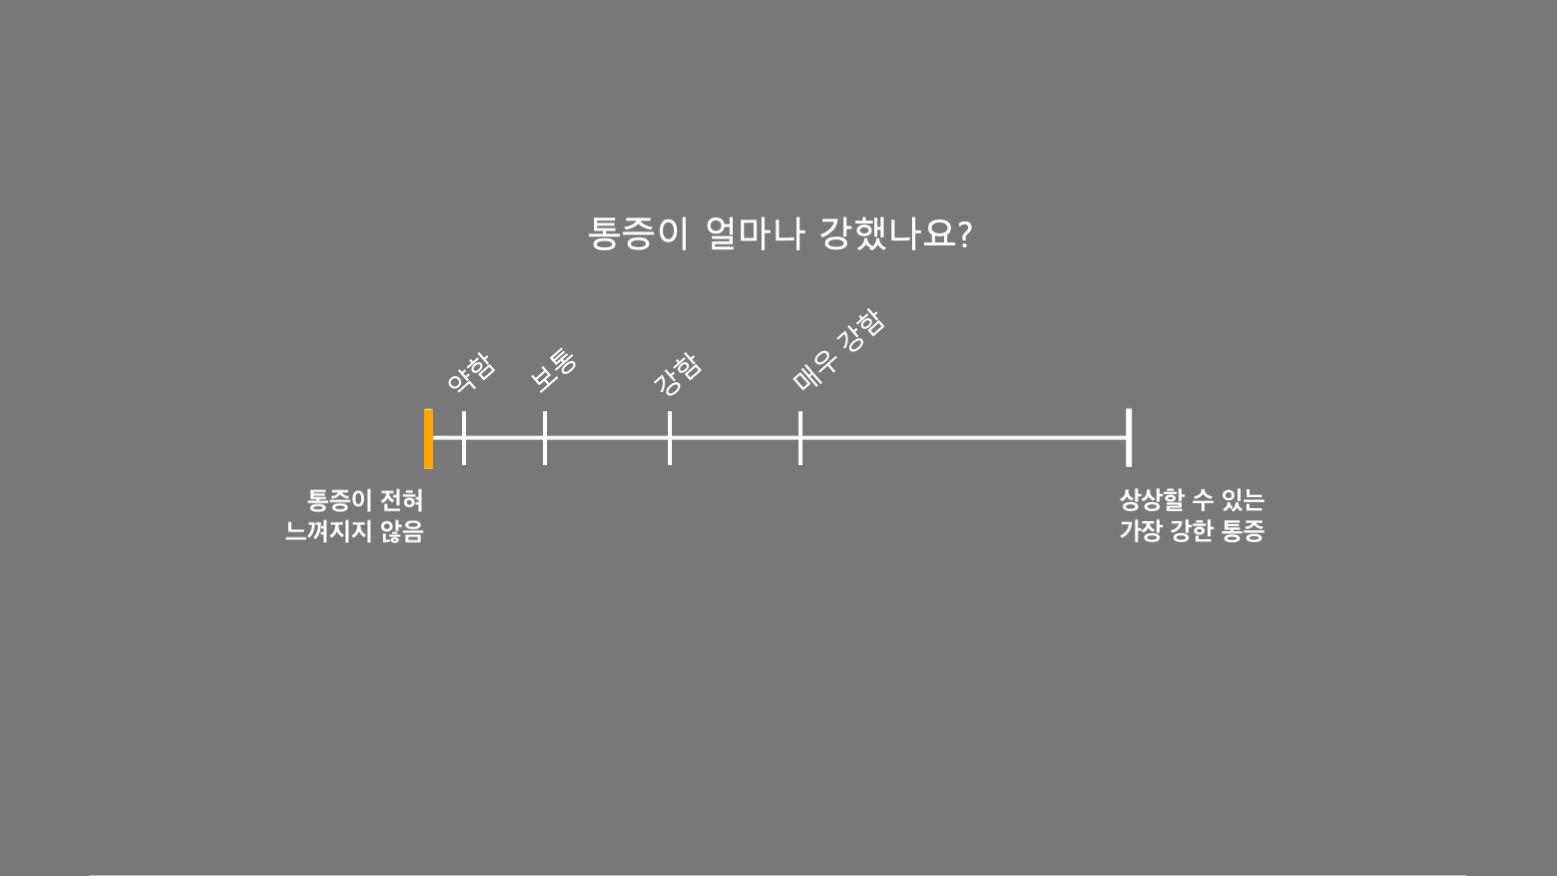 통증이 얼마나 강했나요?
약함
보통
강함
매우 강함
통증이 전혀
느껴지지 않음
상상할 수 있는
가장 강한 통증